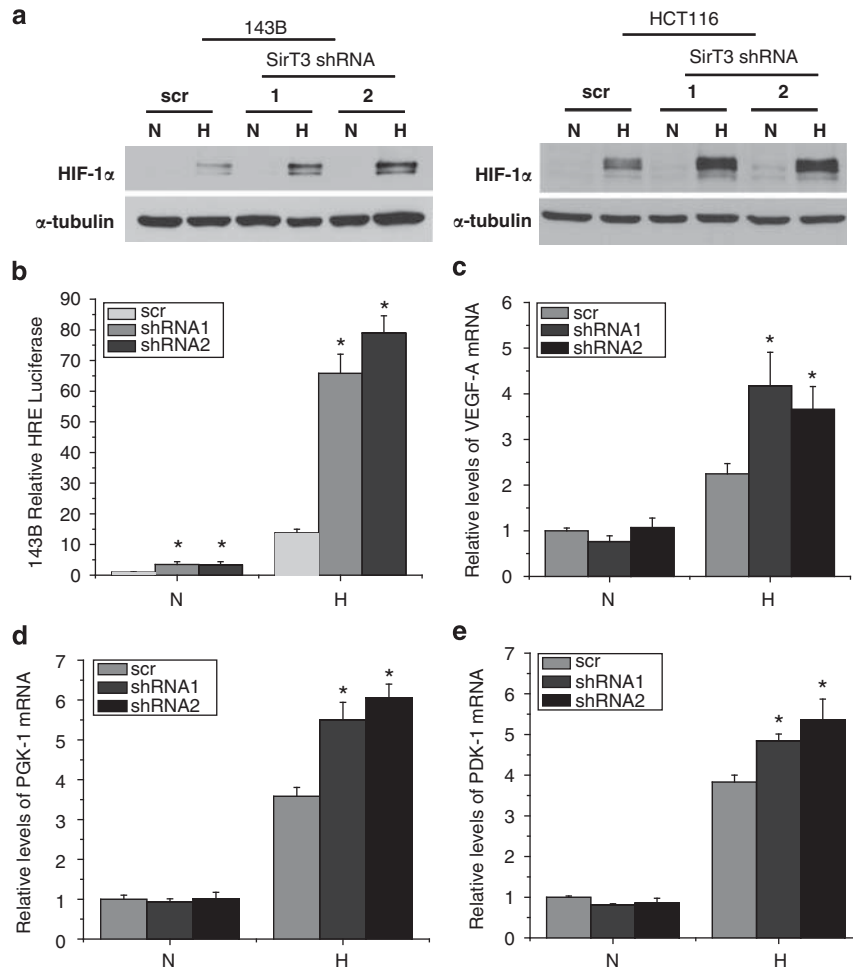 a
143B
SirT3 shRNA
scr 1 2
N H N H N H
HIF-1α
α-tubulin
HCT116
SirT3 shRNA
scr 1 2
N H N H N H
HIF-1α
α-tubulin
b
143B Relative HRE Luciferase
90
80
70
60
50
40
30
20
10
0
scr
shRNA1
shRNA2
* *
* *
N H
c
Relative levels of VEGF-A mRNA
6
5
4
3
2
1
0
scr
shRNA1
shRNA2
* *
N H
d
Relative levels of PGK-1 mRNA
7
6
5
4
3
2
1
0
scr
shRNA1
shRNA2
* *
N H
e
Relative levels of PDK-1 mRNA
7
6
5
4
3
2
1
0
scr
shRNA1
shRNA2
* *
N H